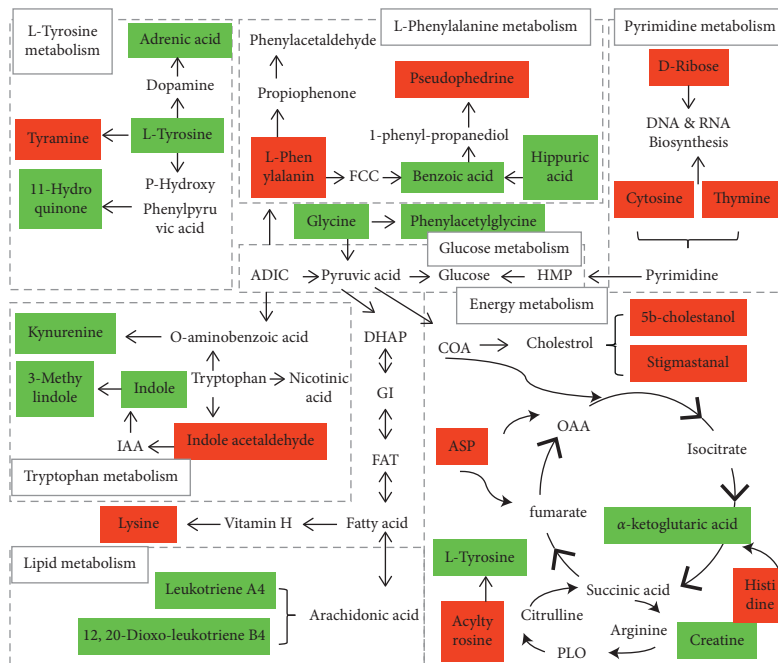 L-Tyrosine
metabolism
Adrenic acid
Dopamine
Tyramine
L-Tyrosine
P-Hydroxy
Phenylpyru
vic acid
11-Hydro
quinone
L-Phenylalanine metabolism
Phenylacetaldehyde
Propiophenone
Pseudophedrine
1-phenyl-propanediol
L-Phen
ylalanin
FCC
Benzoic acid
Hippuric
acid
Pyrimidine metabolism
D-Ribose
DNA & RNA
Biosynthesis
Cytosine
Thymine
Glycine
Phenylacetylglycine
Glucose metabolism
ADIC
Pyruvic acid
Glucose
HMP
Pyrimidine
Energy metabolism
Kynurenine
O-aminobenzoic acid
3-Methy
lindole
Indole
Tryptophan
Nicotinic
acid
IAA
Indole acetaldehyde
Tryptophan metabolism
DHAP
GI
FAT
Fatty acid
Vitamin H
Lysine
COA
Cholestrol
5b-cholestanol
Stigmastanal
OAA
Isocitrate
ASP
fumarate
α-ketoglutaric acid
L-Tyrosine
Succinic acid
Histi
dine
Acylty
rosine
Citrulline
Arginine
Creatine
PLO
Lipid metabolism
Leukotriene A4
12, 20-Dioxo-leukotriene B4
Arachidonic acid